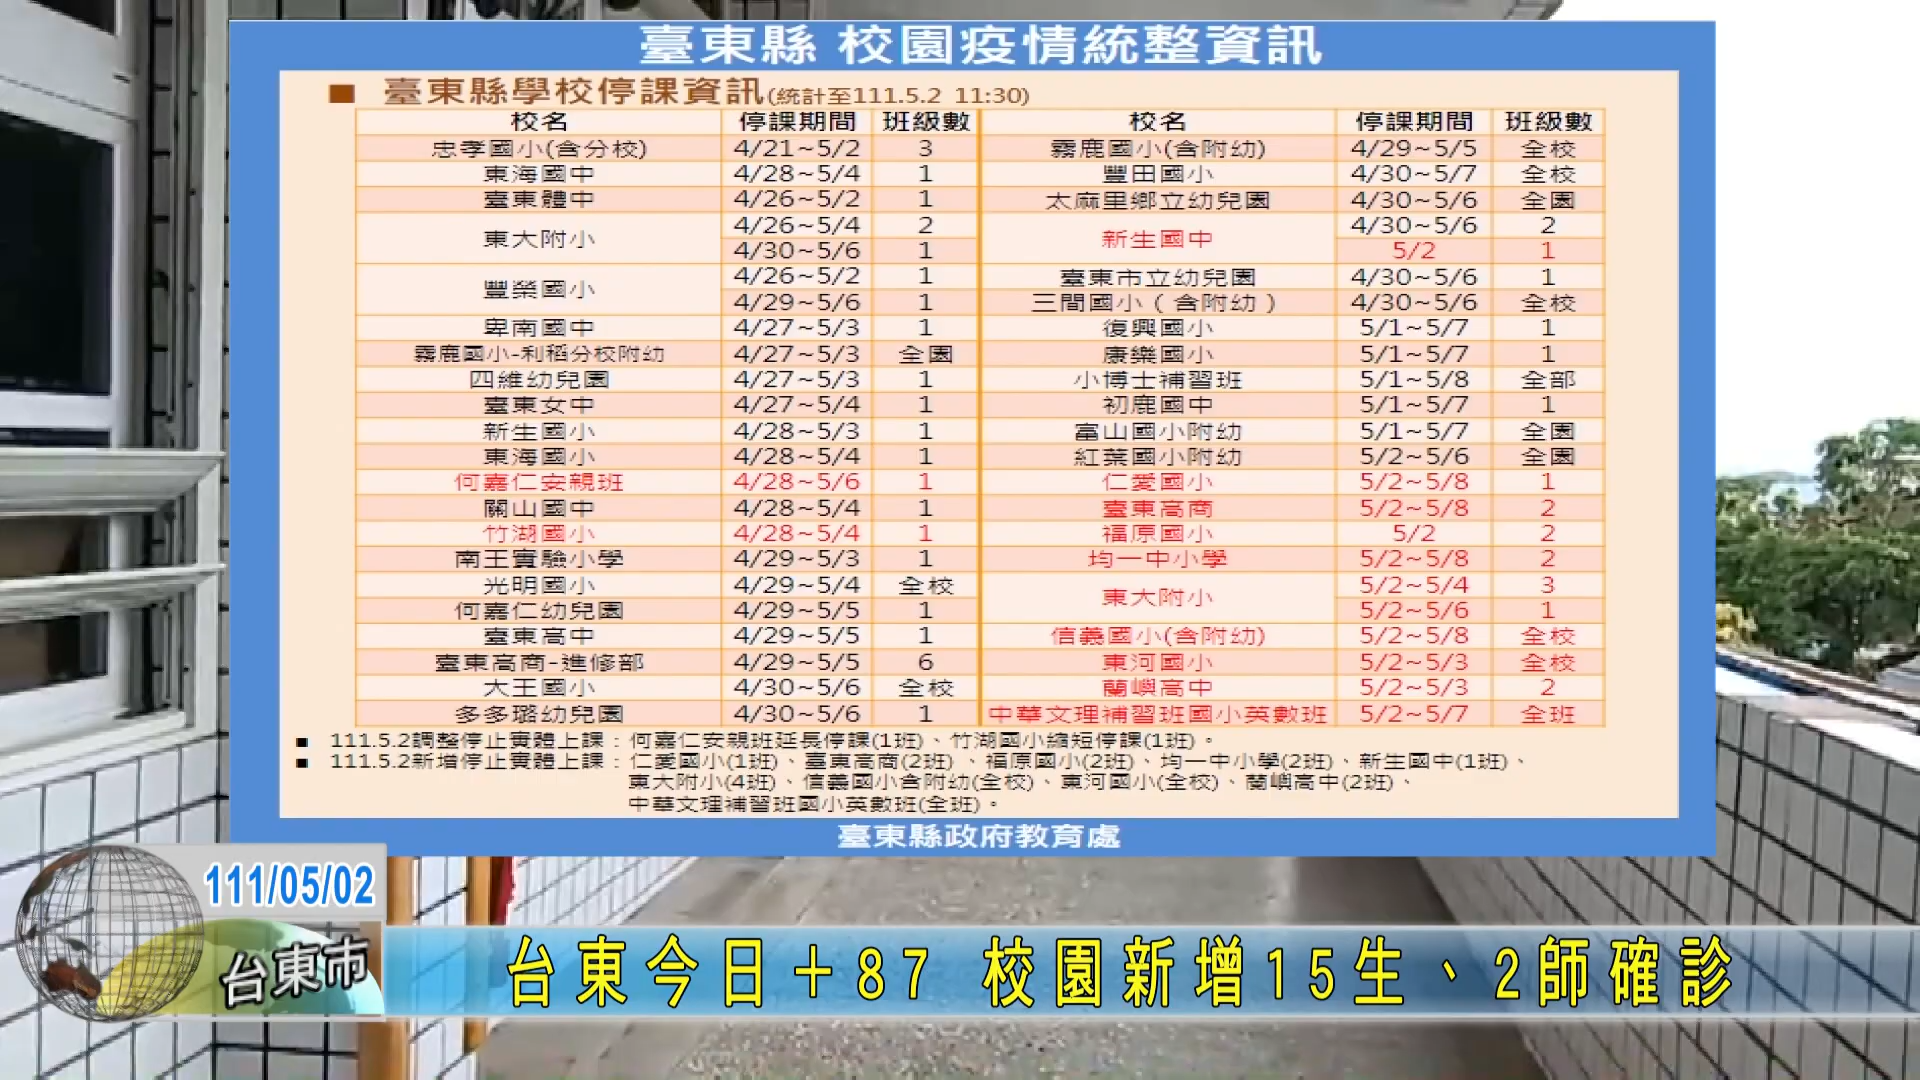 臺東縣 校園疫情統整資訊
■ 臺東縣學校停課資訊(統計至111.5.2 11:30)
校名 停課期間 班級數 校名 停課期間 班級數
忠孝國小(含分校) 4/21~5/2 3 霧鹿國小(含附幼) 4/29~5/5 全校
東海國中 4/28~5/4 1 豐田國小 4/30~5/7 全校
臺東體中 4/26~5/2 1 太麻里鄉立幼兒園 4/30~5/6 全園
東大附小 4/26~5/4 2 新生國中 4/30~5/6 2
4/30~5/6 1 5/2 1
豐榮國小 4/26~5/2 1 臺東市立幼兒園 4/30~5/6 1
4/29~5/6 1 三間國小(含附幼) 4/30~5/6 全校
卑南國中 4/27~5/3 1 復興國小 5/1~5/7 1
霧鹿國小-利稻分校附幼 4/27~5/3 全園 康樂國小 5/1~5/7 1
四維幼兒園 4/27~5/3 1 小博士補習班 5/1~5/8 全部
臺東女中 4/27~5/4 1 初鹿國中 5/1~5/7 1
新生國小 4/28~5/3 1 富山國小附幼 5/1~5/7 全園
東海國小 4/28~5/4 1 紅葉國小附幼 5/2~5/6 全園
何嘉仁安親班 4/28~5/6 1 仁愛國小 5/2~5/8 1
關山國中 4/28~5/4 1 臺東高商 5/2~5/8 2
竹湖國小 4/28~5/4 1 福原國小 5/2 2
南王實驗小學 4/29~5/3 1 均一中小學 5/2~5/8 2
光明國小 4/29~5/4 全校 東大附小 5/2~5/4 3
何嘉仁幼兒園 4/29~5/5 1 5/2~5/6 1
臺東高中 4/29~5/5 1 信義國小(含附幼) 5/2~5/8 全校
臺東高商-進修部 4/29~5/5 6 東河國小 5/2~5/3 全校
大王國小 4/30~5/6 全校 蘭嶼高中 5/2~5/3 2
多多璐幼兒園 4/30~5/6 1 中華文理補習班國小英數班 5/2~5/7 全班
■ 111.5.2調整停止實體上課：何嘉仁安親班延長停課(1班)、竹湖國小縮短停課(1班)。
■ 111.5.2新增停止實體上課：仁愛國小(1班)、臺東高商(2班)、福原國小(2班)、均一中小學(2班)、新生國中(1班)、
東大附小(4班)、信義國小含附幼(全校)、東河國小(全校)、蘭嶼高中(2班)、
中華文理補習班國小英數班(全班)。
臺東縣政府教育處
111/05/02
台東市
台東今日+87 校園新增15生、2師確診